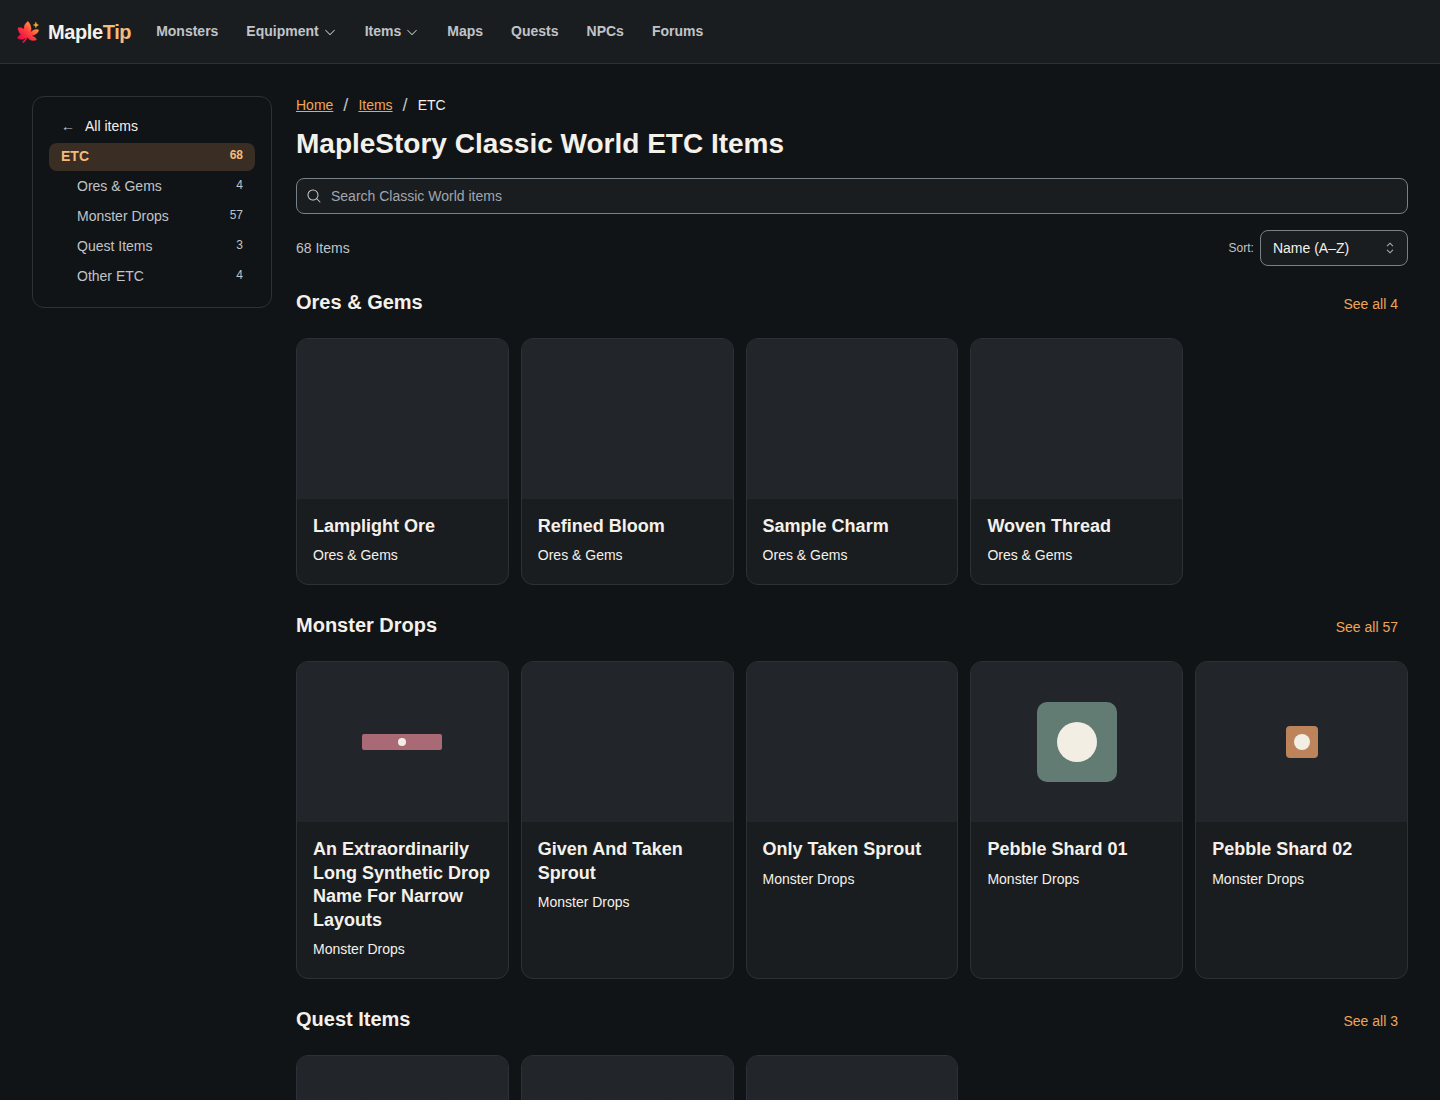 MapleTip
Monsters
Equipment
Items
Maps
Quests
NPCs
Forums
← All items
ETC 68
Ores & Gems 4
Monster Drops 57
Quest Items 3
Other ETC 4
Home / Items / ETC
MapleStory Classic World ETC Items
Search Classic World items
68 Items
Sort: Name (A–Z)
Ores & Gems
See all 4
Lamplight Ore
Ores & Gems
Refined Bloom
Ores & Gems
Sample Charm
Ores & Gems
Woven Thread
Ores & Gems
Monster Drops
See all 57
An Extraordinarily
Long Synthetic Drop
Name For Narrow
Layouts
Monster Drops
Given And Taken
Sprout
Monster Drops
Only Taken Sprout
Monster Drops
Pebble Shard 01
Monster Drops
Pebble Shard 02
Monster Drops
Quest Items
See all 3